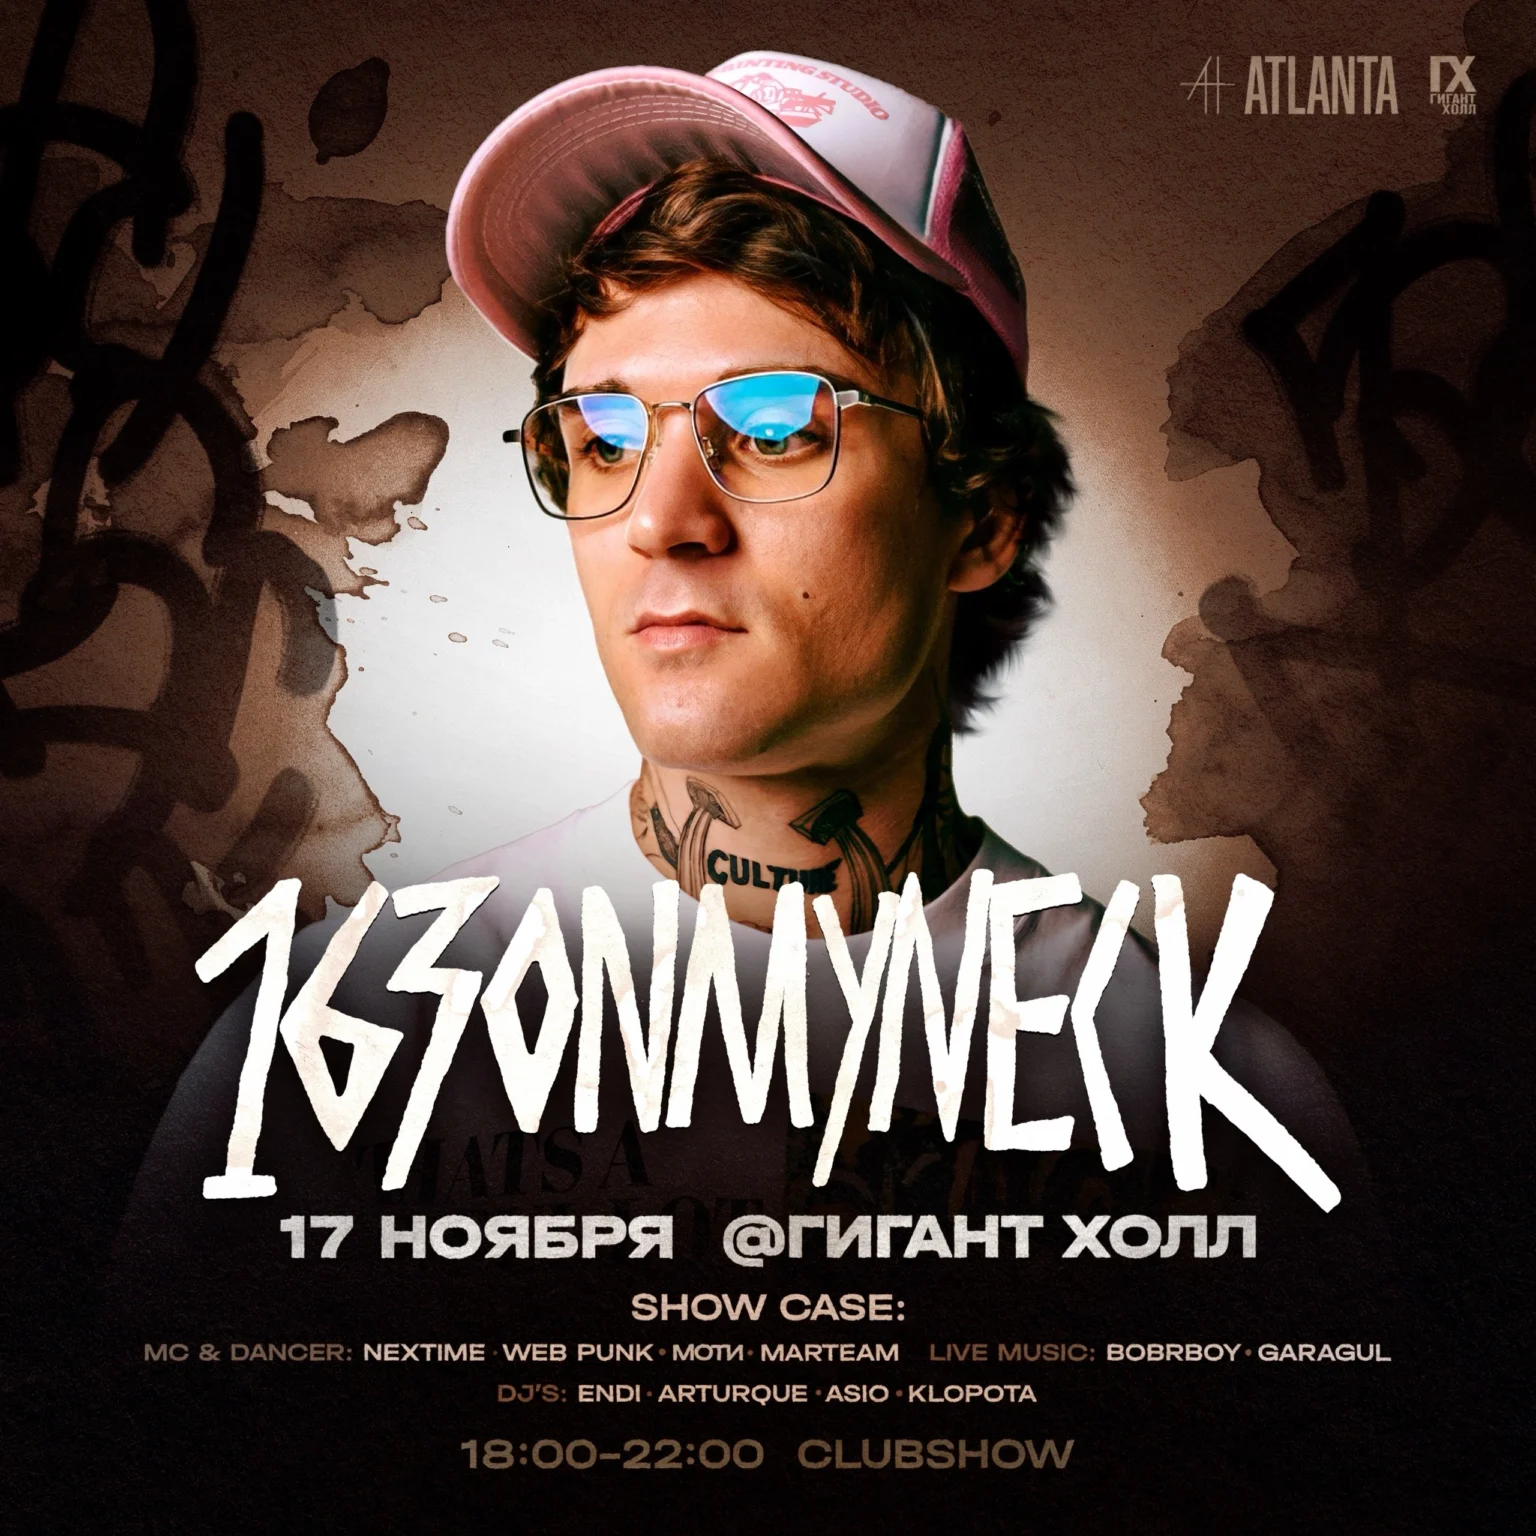 PAINTING STUDIO
ATLANTA
ГХ
ГИГАНТ
ХОЛЛ
CULTURE
163ONMYNECK
THATS A
17 НОЯБРЯ @ГИГАНТ ХОЛЛ
SHOW CASE:
MC & DANCER: NEXTIME · WEB PUNK · МОТИ · MARTEAM LIVE MUSIC: BOBRBOY · GARAGUL
DJ'S: ENDI · ARTURQUE · ASIO · KLOPOTA
18:00–22:00 CLUBSHOW